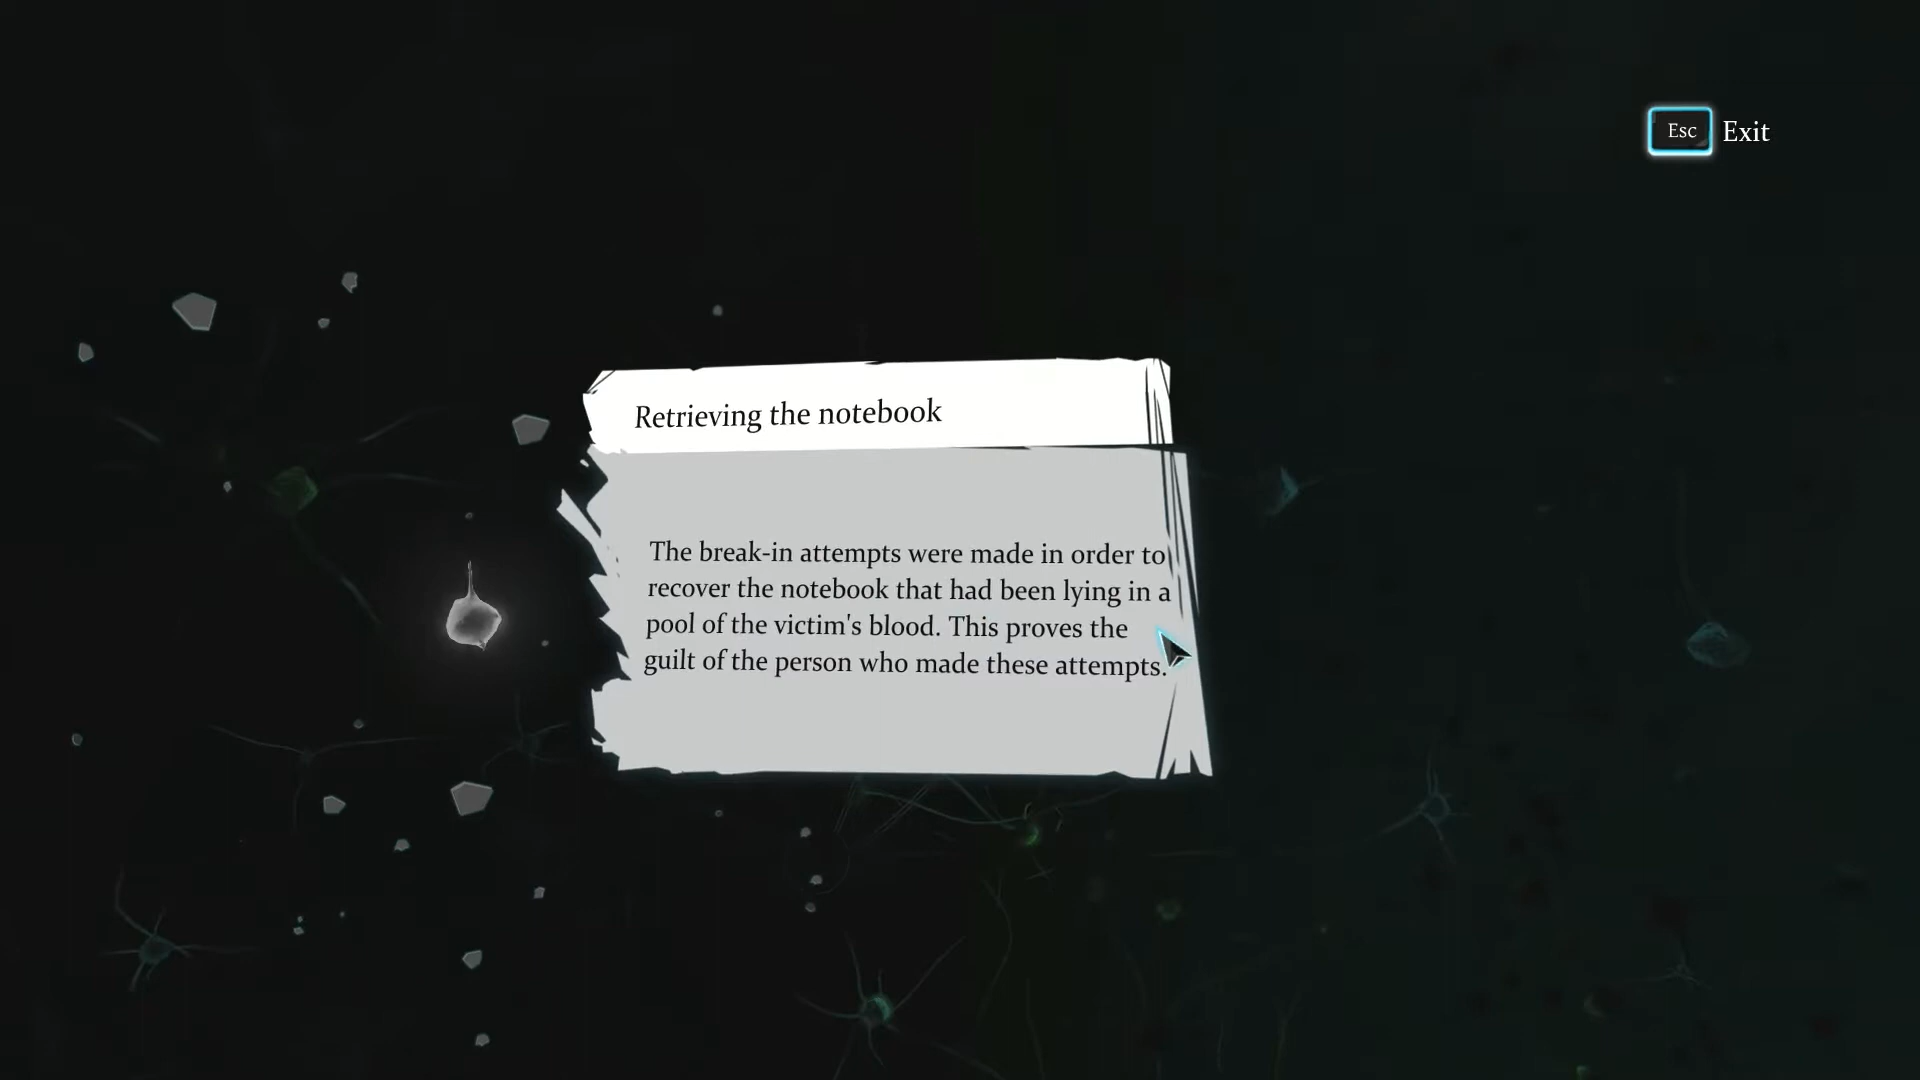 Esc Exit
Retrieving the notebook
The break-in attempts were made in order to
recover the notebook that had been lying in a
pool of the victim's blood. This proves the
guilt of the person who made these attempts.